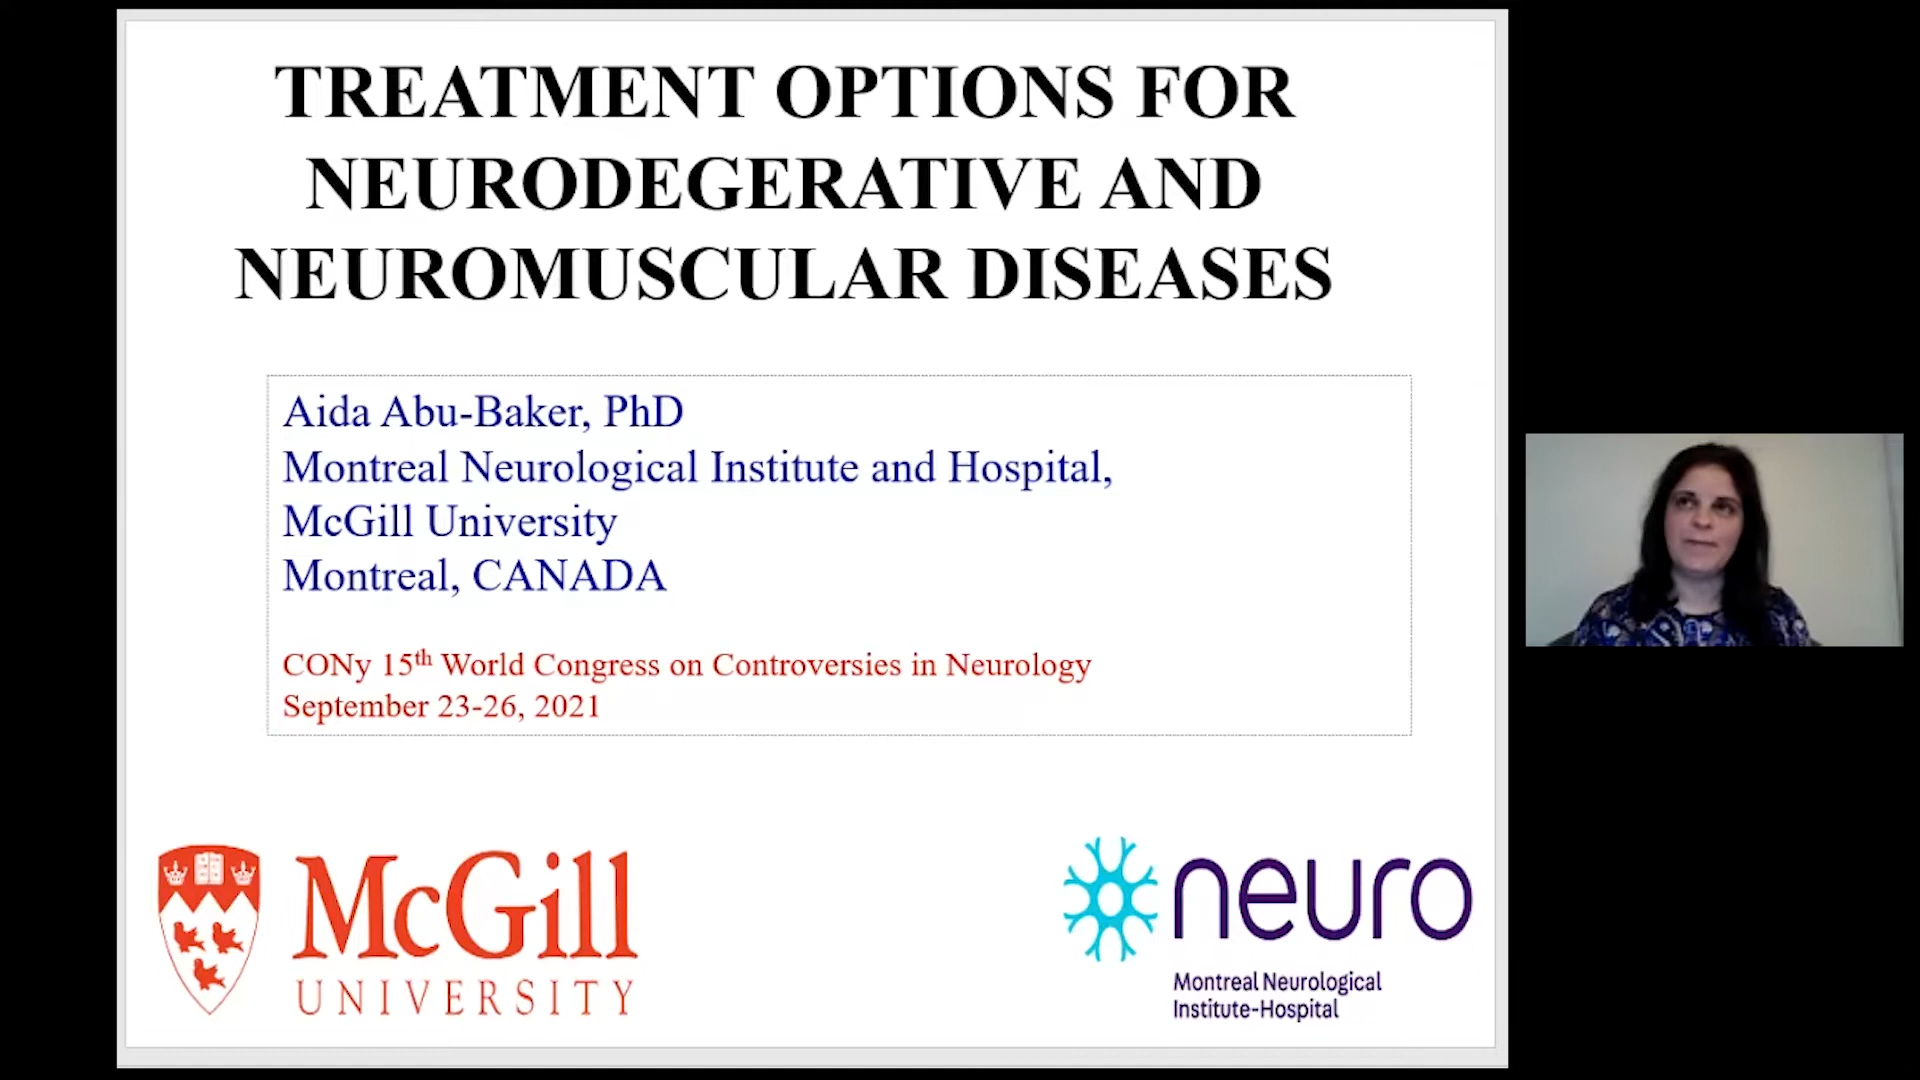 TREATMENT OPTIONS FOR
NEURODEGERATIVE AND
NEUROMUSCULAR DISEASES
Aida Abu-Baker, PhD
Montreal Neurological Institute and Hospital,
McGill University
Montreal, CANADA
CONy 15th World Congress on Controversies in Neurology
September 23-26, 2021
McGill
UNIVERSITY
neuro
Montreal Neurological
Institute-Hospital